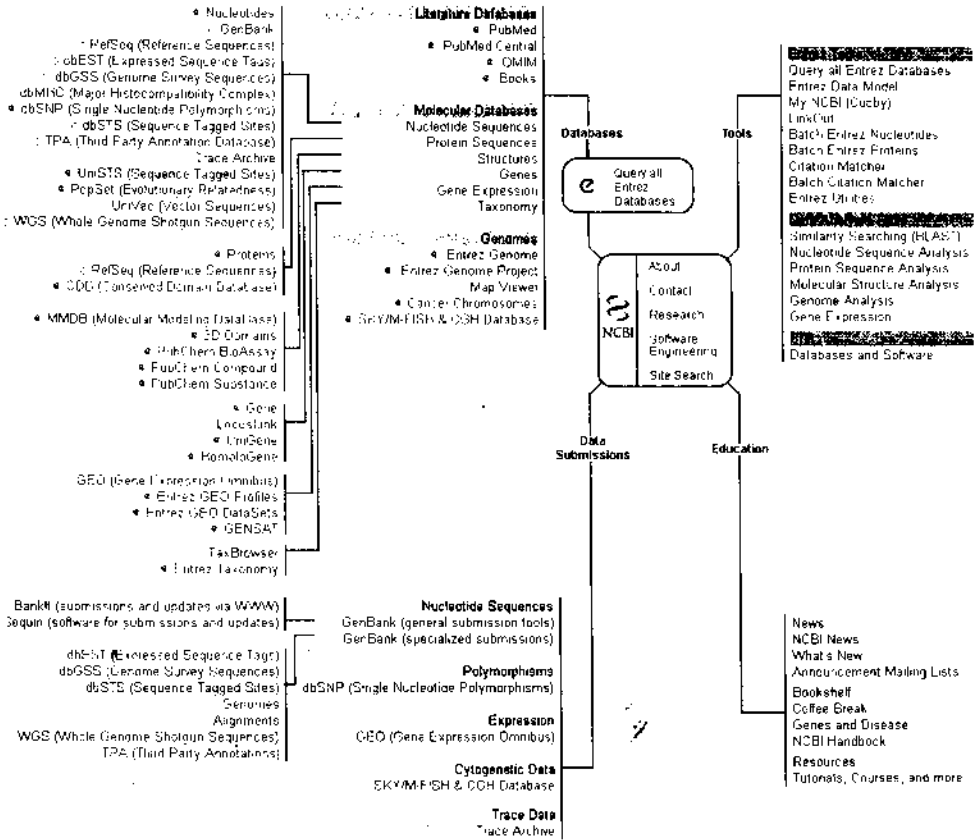 Nucleotides
GenBank
RefSeq (Reference Sequences)
dbEST (Expressed Sequence Tags)
dbGSS (Genome Survey Sequences)
dbMHC (Major Histocompatibility Complex)
dbSNP (Single Nucleotide Polymorphisms)
dbSTS (Sequence Tagged Sites)
TPA (Third Party Annotation Database)
Trace Archive
UniSTS (Sequence Tagged Sites)
PopSet (Evolutionary Relatedness)
UniVec (Vector Sequences)
WGS (Whole Genome Shotgun Sequences)
Proteins
RefSeq (Reference Sequences)
CDD (Conserved Domain Database)
MMDB (Molecular Modeling DataBase)
3D Domains
PubChem BioAssay
PubChem Compound
PubChem Substance
Gene
LocusLink
UniGene
HomoloGene
GEO (Gene Expression Omnibus)
Entrez GEO Profiles
Entrez GEO DataSets
GENSAT
TaxBrowser
Entrez Taxonomy
Literature Databases
PubMed
PubMed Central
OMIM
Books
Molecular Databases
Nucleotide Sequences
Protein Sequences
Structures
Genes
Gene Expression
Taxonomy
Genomes
Entrez Genome
Entrez Genome Project
Map Viewer
Cancer Chromosomes
SKY/M-FISH & CGH Database
Databases
e
Query all
Entrez
Databases
Tools
NCBI
About
Contact
Research
Software
Engineering
Site Search
Query all Entrez Databases
Entrez Data Model
My NCBI (Cubby)
LinkOut
Batch Entrez Nucleotides
Batch Entrez Proteins
Citation Matcher
Batch Citation Matcher
Entrez Utilities
Similarity Searching (BLAST)
Nucleotide Sequence Analysis
Protein Sequence Analysis
Molecular Structure Analysis
Genome Analysis
Gene Expression
Databases and Software
Data
Submissions
Education
BankIt (submissions and updates via WWW)
Sequin (software for submissions and updates)
dbEST (Expressed Sequence Tags)
dbGSS (Genome Survey Sequences)
dbSTS (Sequence Tagged Sites)
Genomes
Alignments
WGS (Whole Genome Shotgun Sequences)
TPA (Third Party Annotations)
Nucleotide Sequences
GenBank (general submission tools)
GenBank (specialized submissions)
Polymorphisms
dbSNP (Single Nucleotide Polymorphisms)
Expression
GEO (Gene Expression Omnibus)
Cytogenetic Data
SKY/M-FISH & CGH Database
Trace Data
Trace Archive
News
NCBI News
What's New
Announcement Mailing Lists
Bookshelf
Coffee Break
Genes and Disease
NCBI Handbook
Resources
Tutorials, Courses, and more